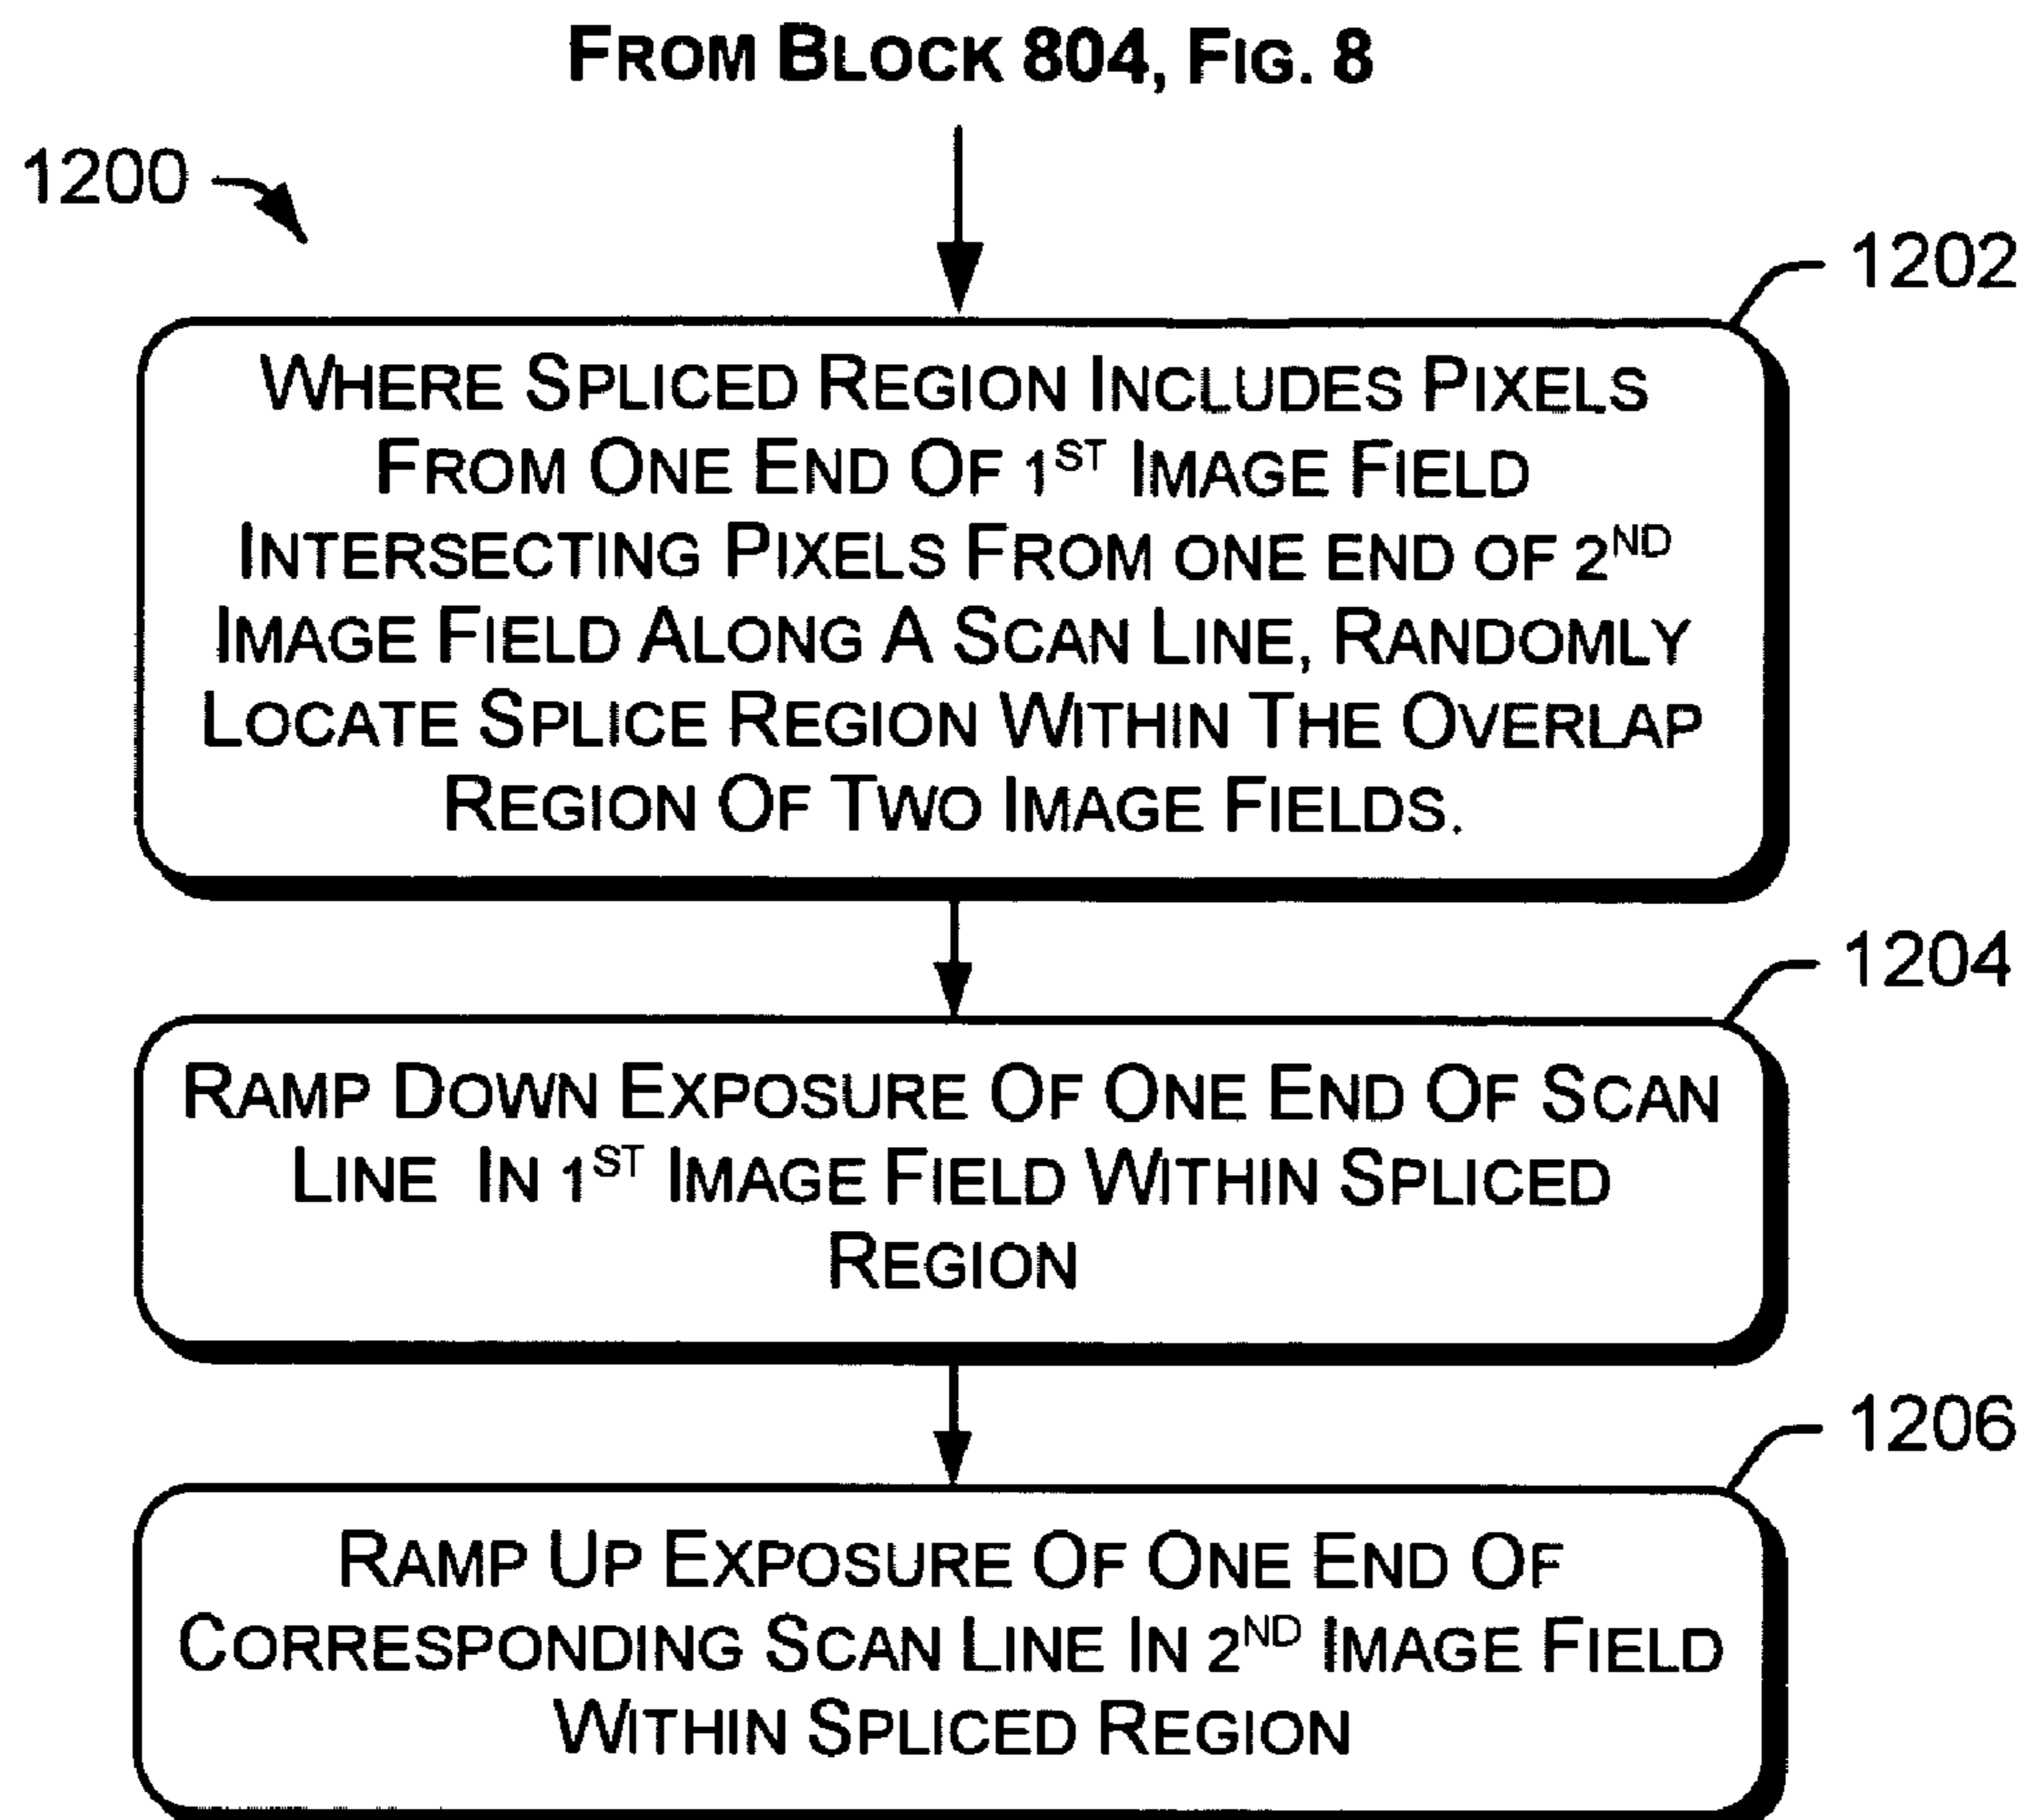 FROM BLOCK 804, FIG. 8
1200
1202
WHERE SPLICED REGION INCLUDES PIXELS
FROM ONE END OF 1ST IMAGE FIELD
INTERSECTING PIXELS FROM ONE END OF 2ND
IMAGE FIELD ALONG A SCAN LINE, RANDOMLY
LOCATE SPLICE REGION WITHIN THE OVERLAP
REGION OF TWO IMAGE FIELDS.
1204
RAMP DOWN EXPOSURE OF ONE END OF SCAN
LINE IN 1ST IMAGE FIELD WITHIN SPLICED
REGION
1206
RAMP UP EXPOSURE OF ONE END OF
CORRESPONDING SCAN LINE IN 2ND IMAGE FIELD
WITHIN SPLICED REGION